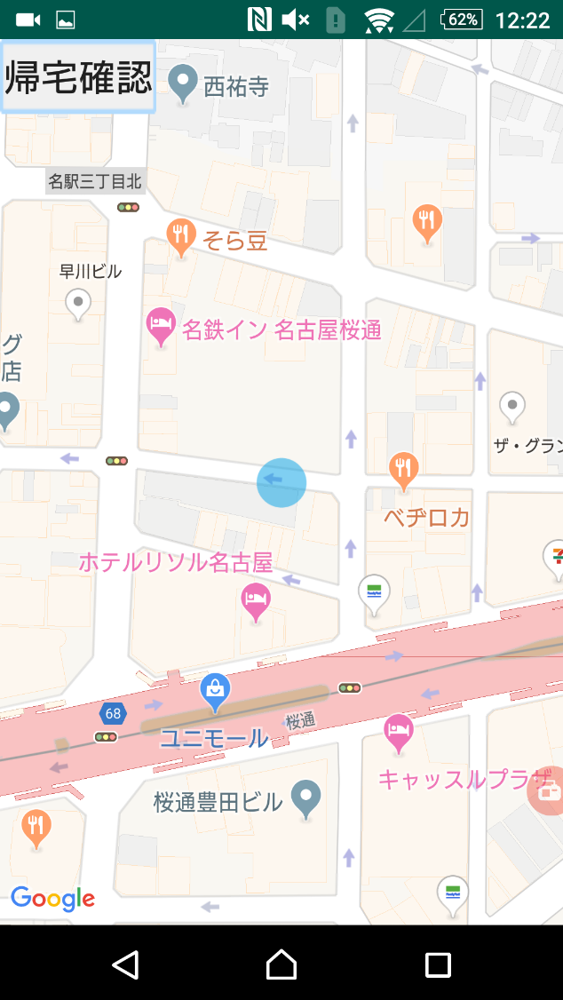 62%
12:22
帰宅確認
西祐寺
名駅三丁目北
そら豆
早川ビル
名鉄イン 名古屋桜通
グ
店
ザ・グラン
ベヂロカ
ホテルリソル名古屋
68
桜通
ユニモール
キャッスルプラザ
桜通豊田ビル
Google